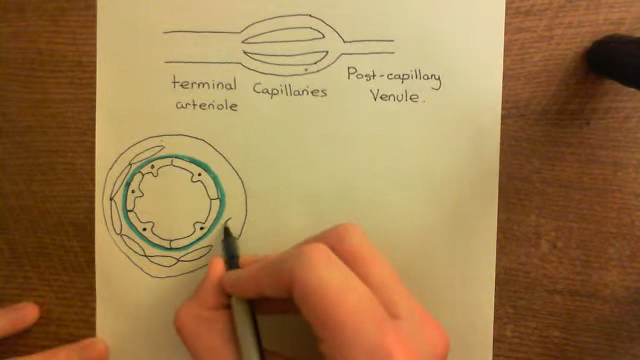 terminal
arteriole
Capillaries
Post-capillary
Venule.